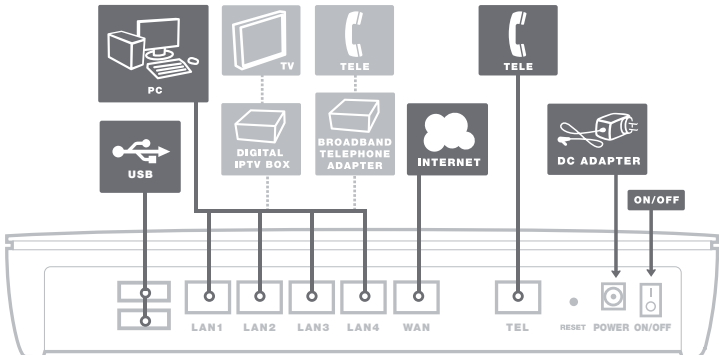 PC
TV
TELE
TELE
USB
DIGITAL
IPTV BOX
BROADBAND
TELEPHONE
ADAPTER
INTERNET
DC ADAPTER
ON/OFF
LAN1 LAN2 LAN3 LAN4 WAN TEL RESET POWER ON/OFF